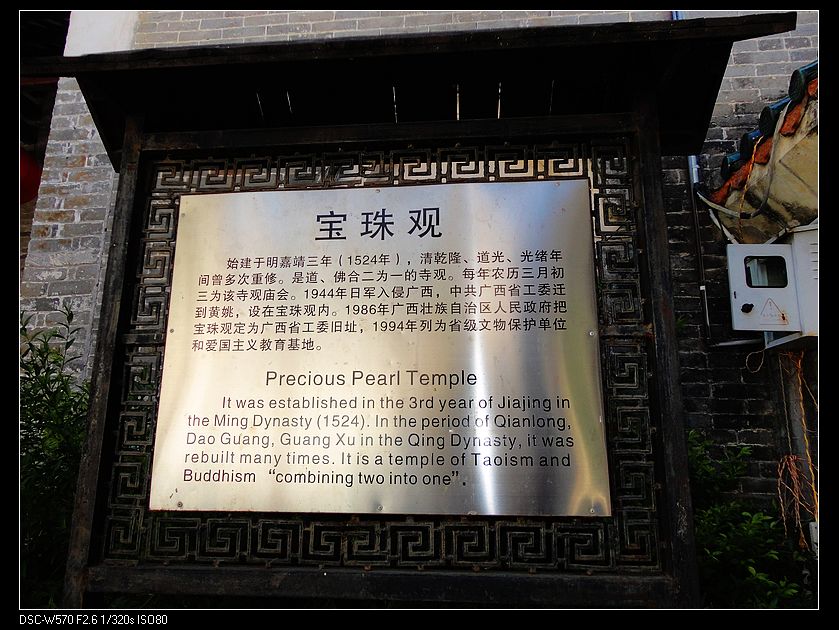 宝珠观
始建于明嘉靖三年（1524年），清乾隆、道光、光绪年
间曾多次重修。是道、佛合二为一的寺观。每年农历三月初
三为该寺观庙会。1944年日军入侵广西，中共广西省工委迁
到黄姚，设在宝珠观内。1986年广西壮族自治区人民政府把
宝珠观定为广西省工委旧址，1994年列为省级文物保护单位
和爱国主义教育基地。
Precious Pearl Temple
It was established in the 3rd year of Jiajing in
the Ming Dynasty (1524). In the period of Qianlong,
Dao Guang, Guang Xu in the Qing Dynasty, it was
rebuilt many times. It is a temple of Taoism and
Buddhism “combining two into one”.
DSC-W570 F2.6 1/320s ISO80